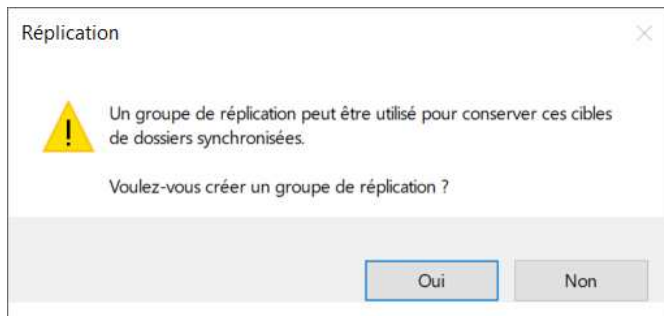 Réplication
Un groupe de réplication peut être utilisé pour conserver ces cibles
de dossiers synchronisées.
Voulez-vous créer un groupe de réplication ?
Oui
Non